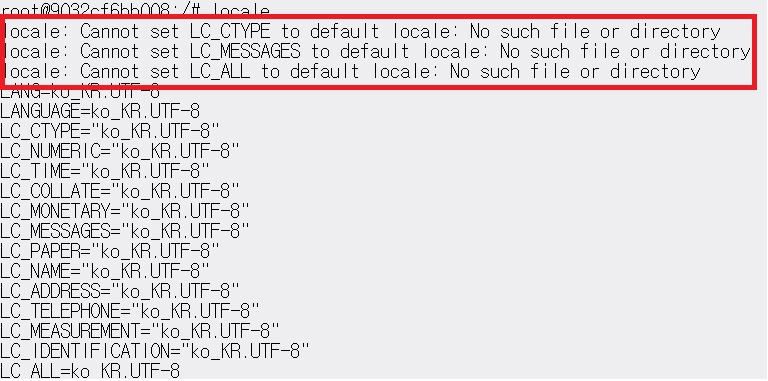 root@9032cf6bb008:/# locale
locale: Cannot set LC_CTYPE to default locale: No such file or directory
locale: Cannot set LC_MESSAGES to default locale: No such file or directory
locale: Cannot set LC_ALL to default locale: No such file or directory
LANG=ko_KR.UTF-8
LANGUAGE=ko_KR.UTF-8
LC_CTYPE="ko_KR.UTF-8"
LC_NUMERIC="ko_KR.UTF-8"
LC_TIME="ko_KR.UTF-8"
LC_COLLATE="ko_KR.UTF-8"
LC_MONETARY="ko_KR.UTF-8"
LC_MESSAGES="ko_KR.UTF-8"
LC_PAPER="ko_KR.UTF-8"
LC_NAME="ko_KR.UTF-8"
LC_ADDRESS="ko_KR.UTF-8"
LC_TELEPHONE="ko_KR.UTF-8"
LC_MEASUREMENT="ko_KR.UTF-8"
LC_IDENTIFICATION="ko_KR.UTF-8"
LC_ALL=ko_KR.UTF-8